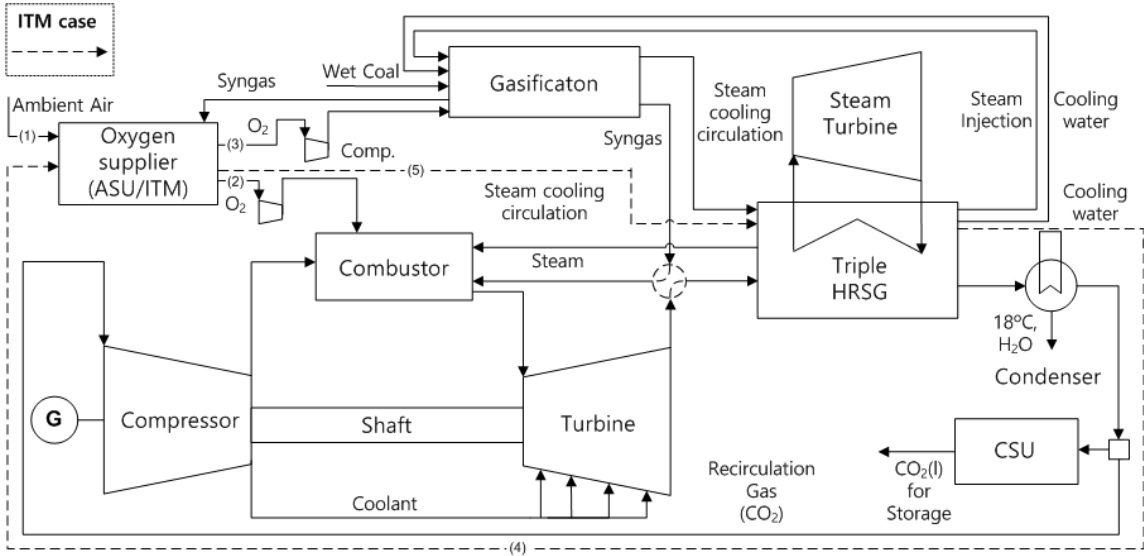 ITM case
Syngas
Wet Coal
Gasificaton
Steam
cooling
circulation
Steam
Turbine
Steam
Injection
Cooling
water
Ambient Air
(1)
Oxygen
supplier
(ASU/ITM)
O₂
(3)
Comp.
(2)
O₂
(5)
Syngas
Steam cooling
circulation
Cooling
water
Combustor
Steam
Triple
HRSG
18°C,
H₂O
Condenser
G
Compressor
Shaft
Turbine
Coolant
Recirculation
Gas
(CO₂)
CO₂(l)
for
Storage
CSU
(4)